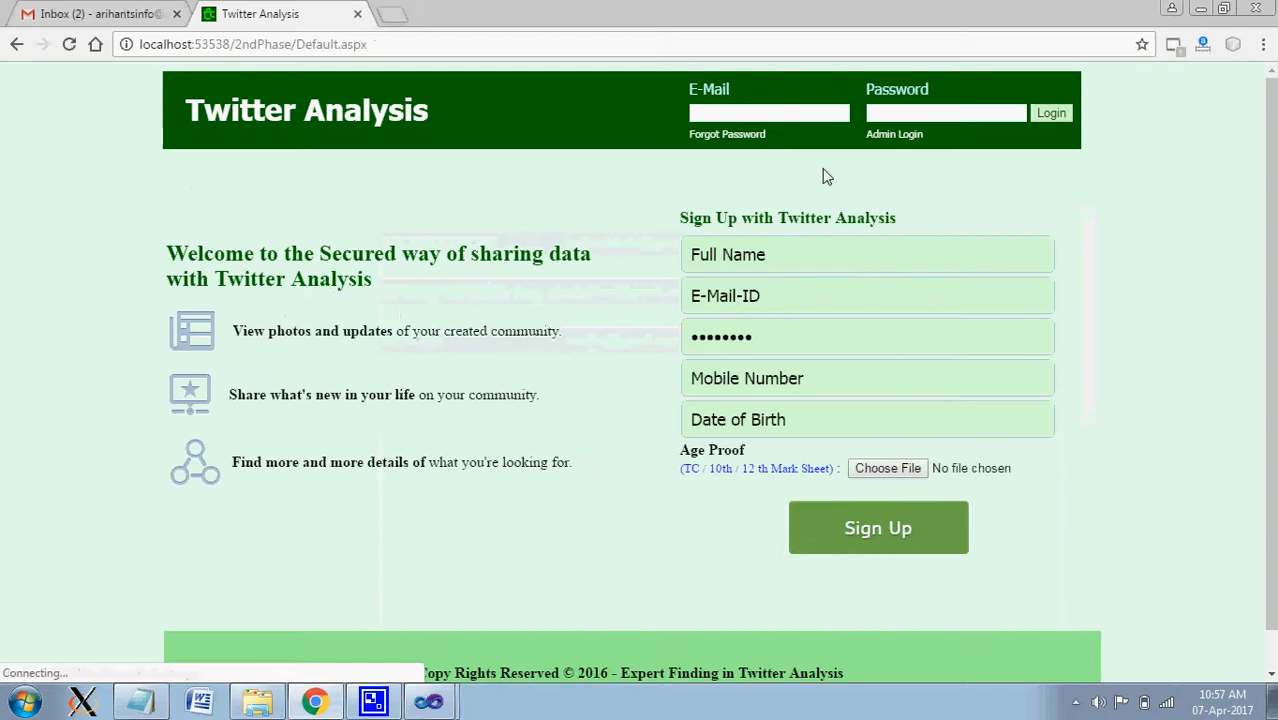 Inbox (2) - arihantsinfo@
Twitter Analysis
localhost:53538/2ndPhase/Default.aspx
Twitter Analysis
E-Mail
Password
Login
Forgot Password
Admin Login
Sign Up with Twitter Analysis
Full Name
E-Mail-ID
Mobile Number
Date of Birth
Age Proof
(TC / 10th / 12 th Mark Sheet) : Choose File No file chosen
Sign Up
Welcome to the Secured way of sharing data
with Twitter Analysis
View photos and updates of your created community.
Share what's new in your life on your community.
Find more and more details of what you're looking for.
Connecting...
Copy Rights Reserved © 2016 - Expert Finding in Twitter Analysis
10:57 AM
07-Apr-2017